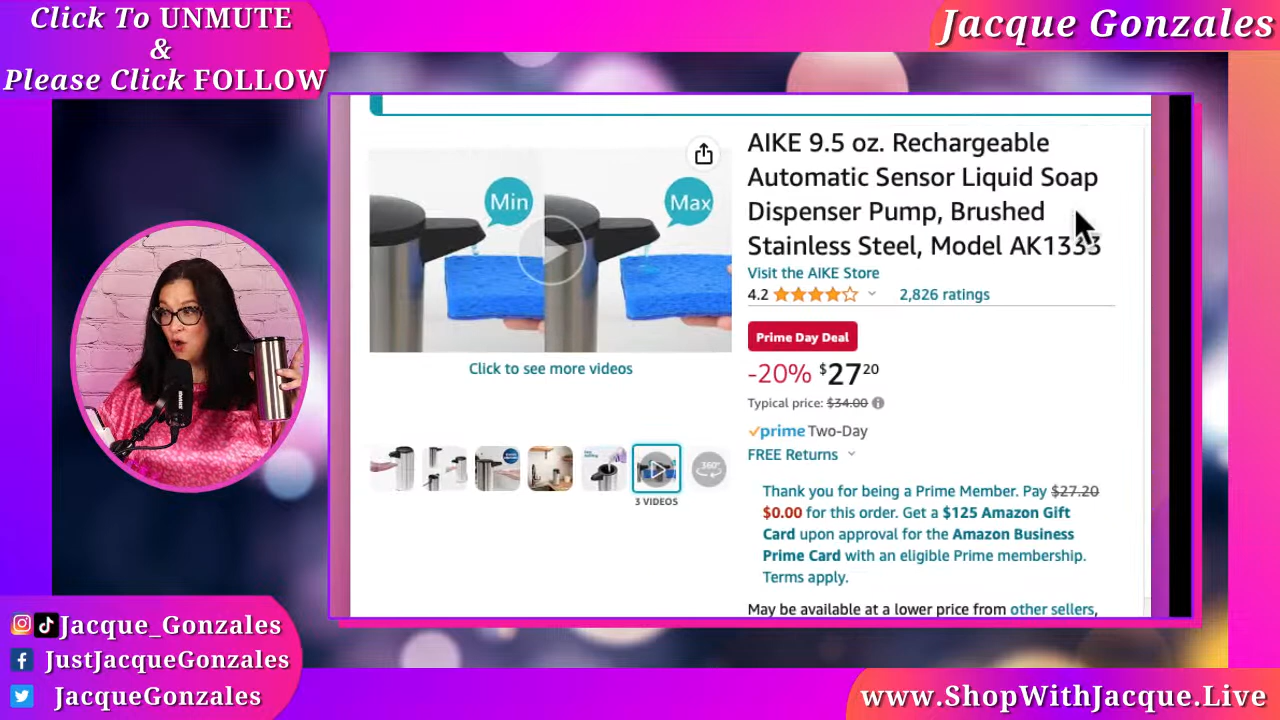 Click To UNMUTE
&
Please Click FOLLOW
Jacque Gonzales
Min
Max
Click to see more videos
360°
3 VIDEOS
AIKE 9.5 oz. Rechargeable
Automatic Sensor Liquid Soap
Dispenser Pump, Brushed
Stainless Steel, Model AK1333
Visit the AIKE Store
4.2
2,826 ratings
Prime Day Deal
-20% $27 20
Typical price: $34.00
prime Two-Day
FREE Returns
Thank you for being a Prime Member. Pay $27.20
$0.00 for this order. Get a $125 Amazon Gift
Card upon approval for the Amazon Business
Prime Card with an eligible Prime membership.
Terms apply.
May be available at a lower price from other sellers,
Jacque_Gonzales
JustJacqueGonzales
JacqueGonzales
www.ShopWithJacque.Live